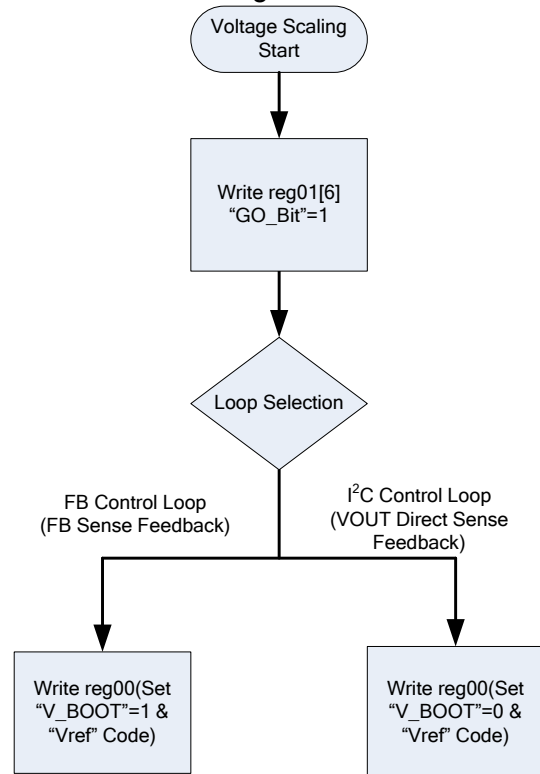 Voltage Scaling
Start
Write reg01[6]
“GO_Bit”=1
Loop Selection
FB Control Loop
(FB Sense Feedback)
I²C Control Loop
(VOUT Direct Sense
Feedback)
Write reg00(Set
“V_BOOT”=1 &
“Vref” Code)
Write reg00(Set
“V_BOOT”=0 &
“Vref” Code)